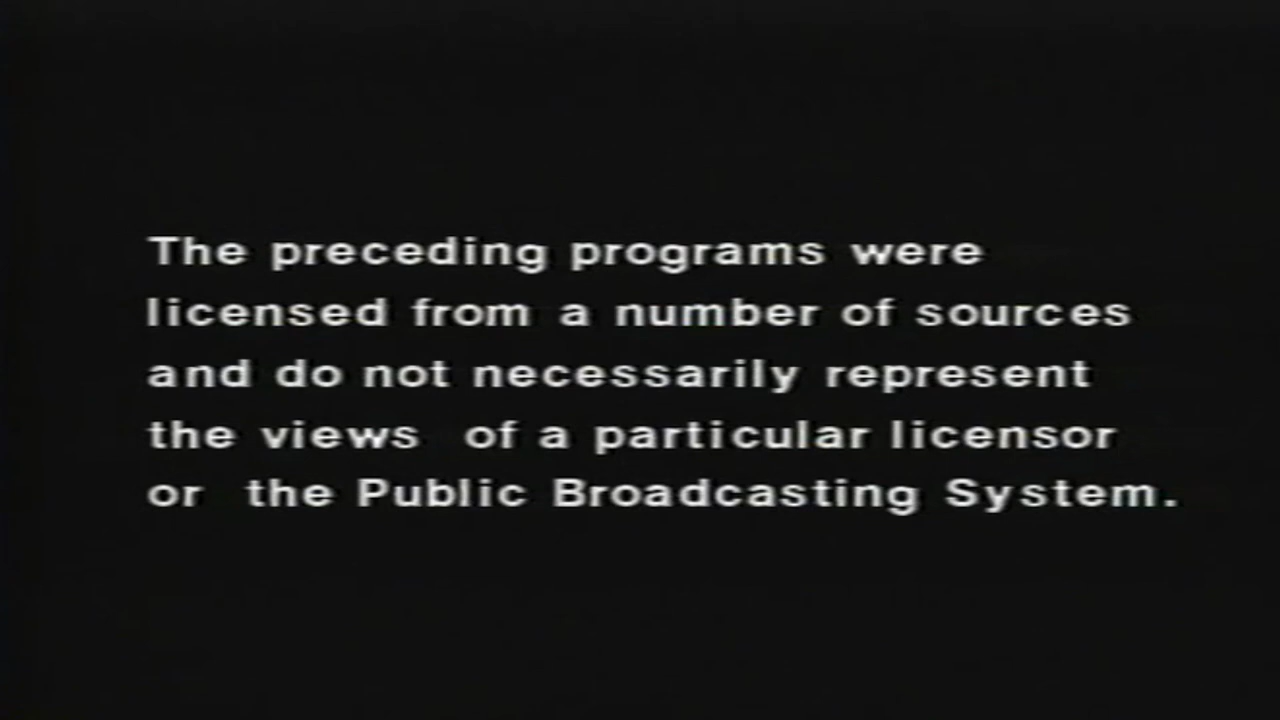 The preceding programs were
licensed from a number of sources
and do not necessarily represent
the views of a particular licensor
or the Public Broadcasting System.